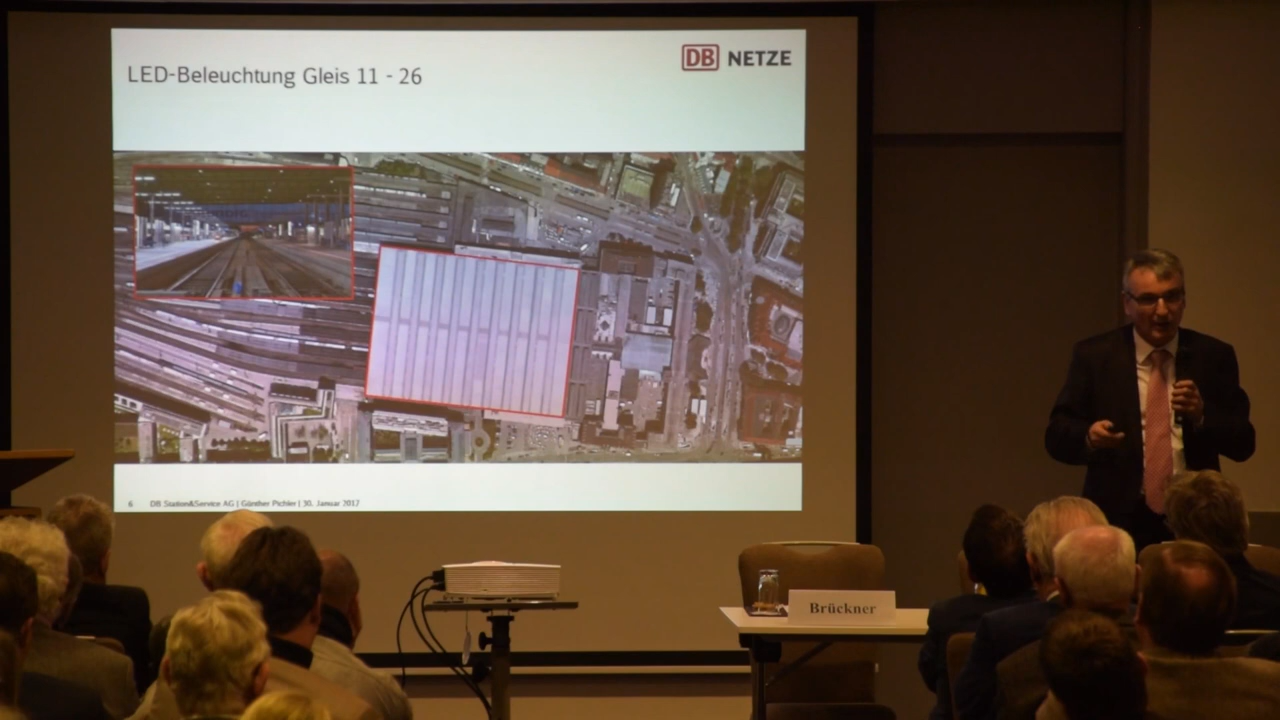 LED-Beleuchtung Gleis 11 - 26
DB NETZE
6 DB Station&Service AG | Günther Pichler | 30. Januar 2017
Brückner